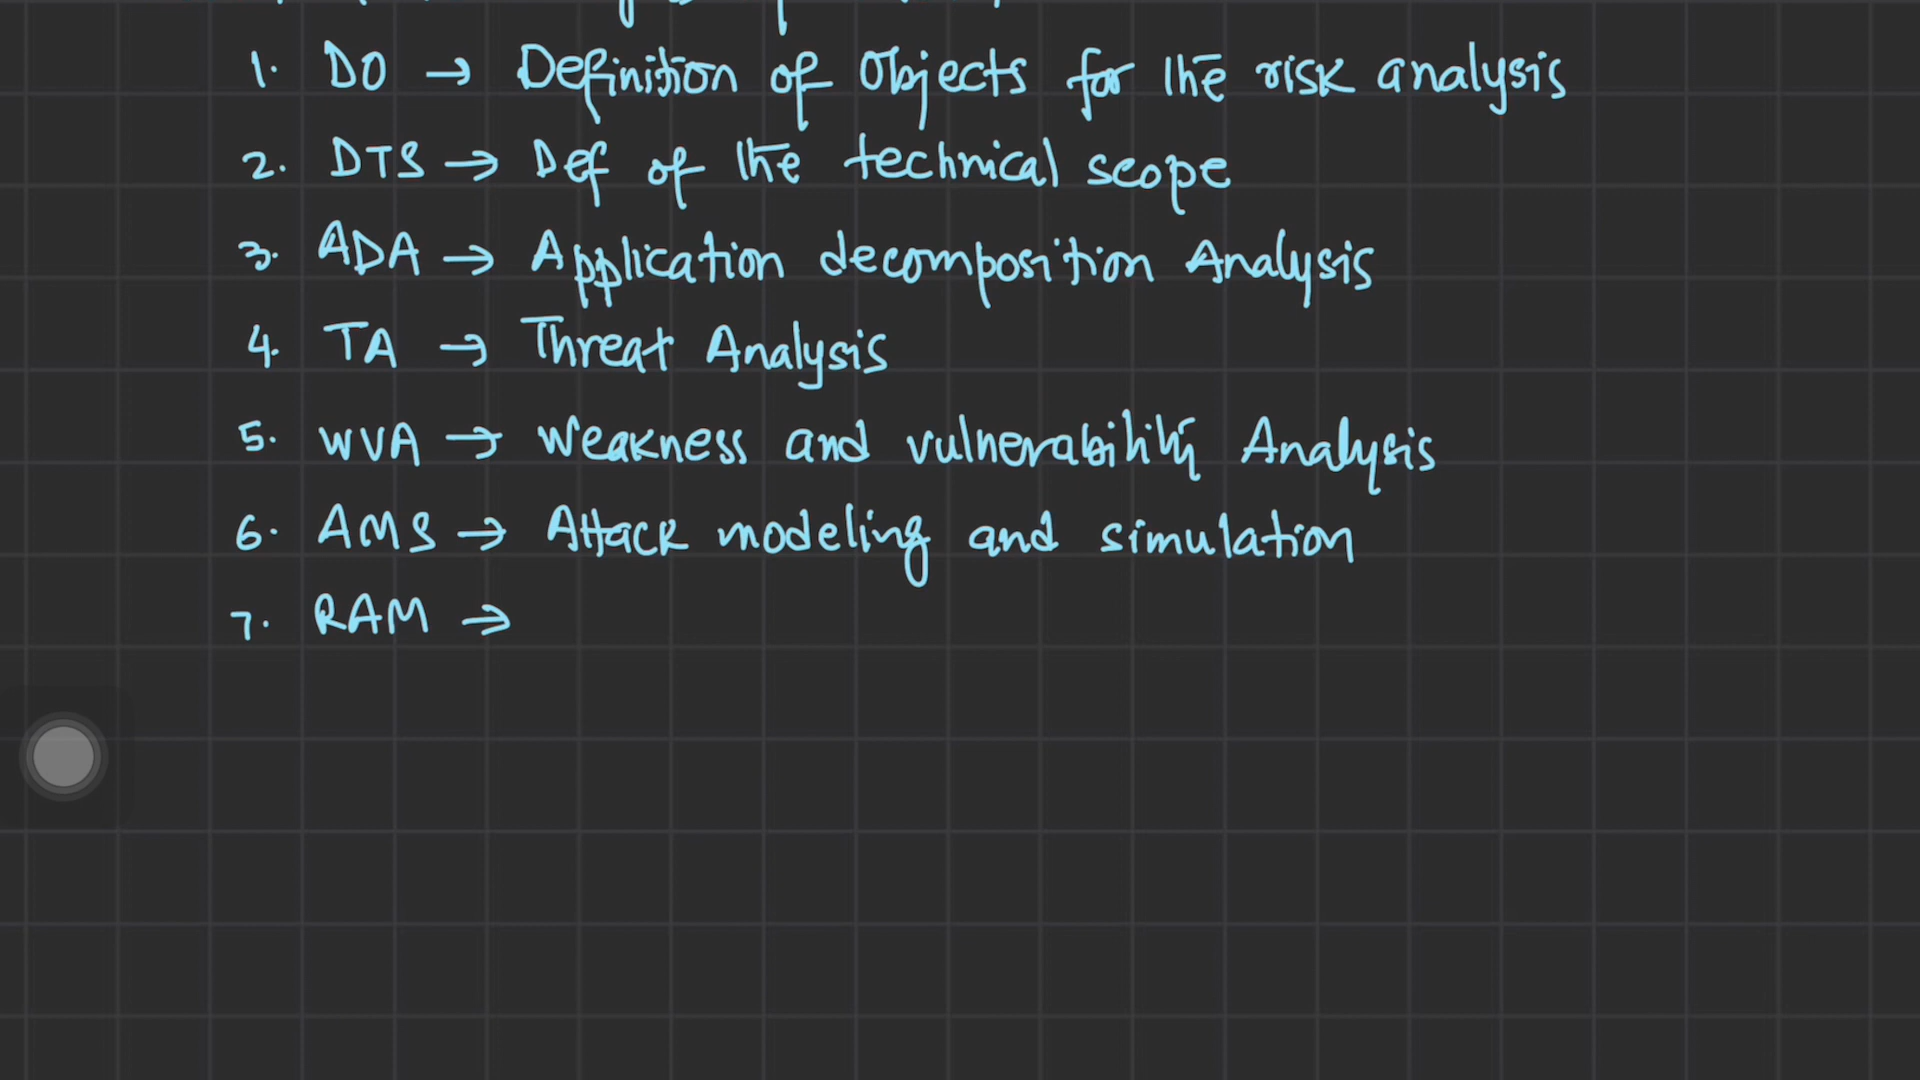 1. DO → Definition of Objects for the risk analysis
2. DTS → Def of the technical scope
3. ADA → Application decomposition Analysis
4. TA → Threat Analysis
5. WVA → Weakness and vulnerability Analysis
6. AMS → Attack modeling and simulation
7. RAM →